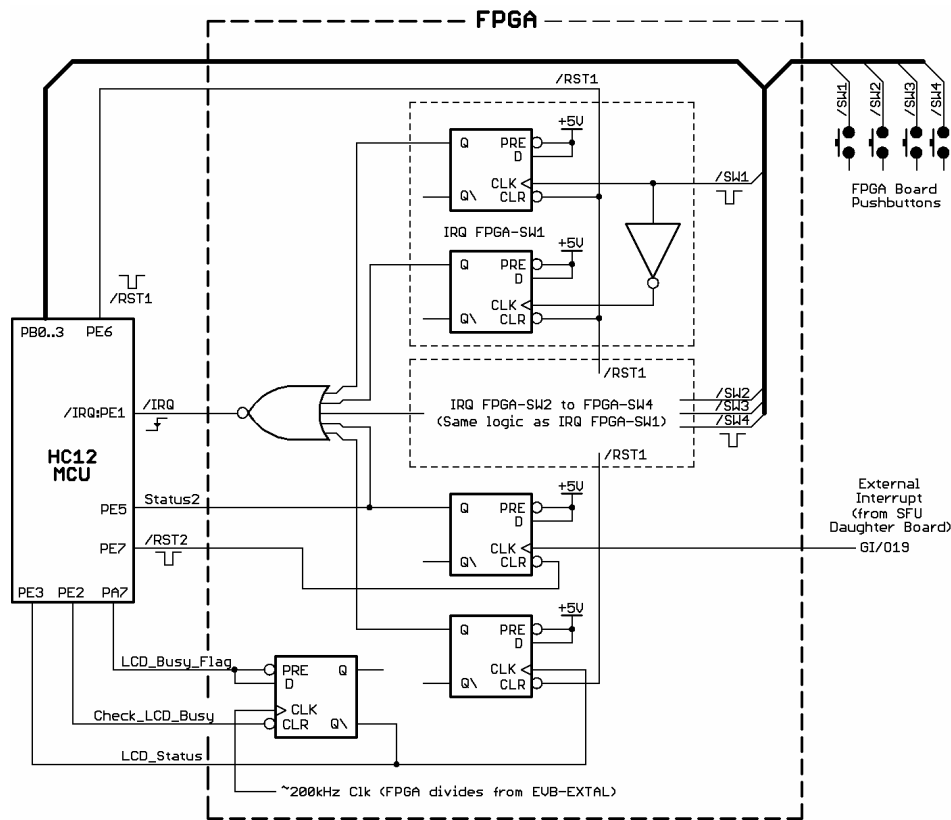 FPGA
/RST1
/SW1
/SW2
/SW3
/SW4
FPGA Board
Pushbuttons
+5V
Q
PRE
D
CLK
Q\
CLR
/SW1
IRQ FPGA-SW1
+5V
Q
PRE
D
CLK
Q\
CLR
/RST1
PB0..3
PE6
/RST1
IRQ FPGA-SW2 to FPGA-SW4
(Same logic as IRQ FPGA-SW1)
/SW2
/SW3
/SW4
/IRQ:PE1
/IRQ
HC12
MCU
/RST1
External
Interrupt
(from SFU
Daughter Board)
GI/O19
PE5
Status2
+5V
Q
PRE
D
CLK
Q\
CLR
PE7
/RST2
PE3
PE2
PA7
+5V
Q
PRE
D
CLK
Q\
CLR
LCD_Busy_Flag
PRE
Q
D
CLK
CLR
Q\
Check_LCD_Busy
LCD_Status
~200kHz Clk (FPGA divides from EVB-EXTAL)